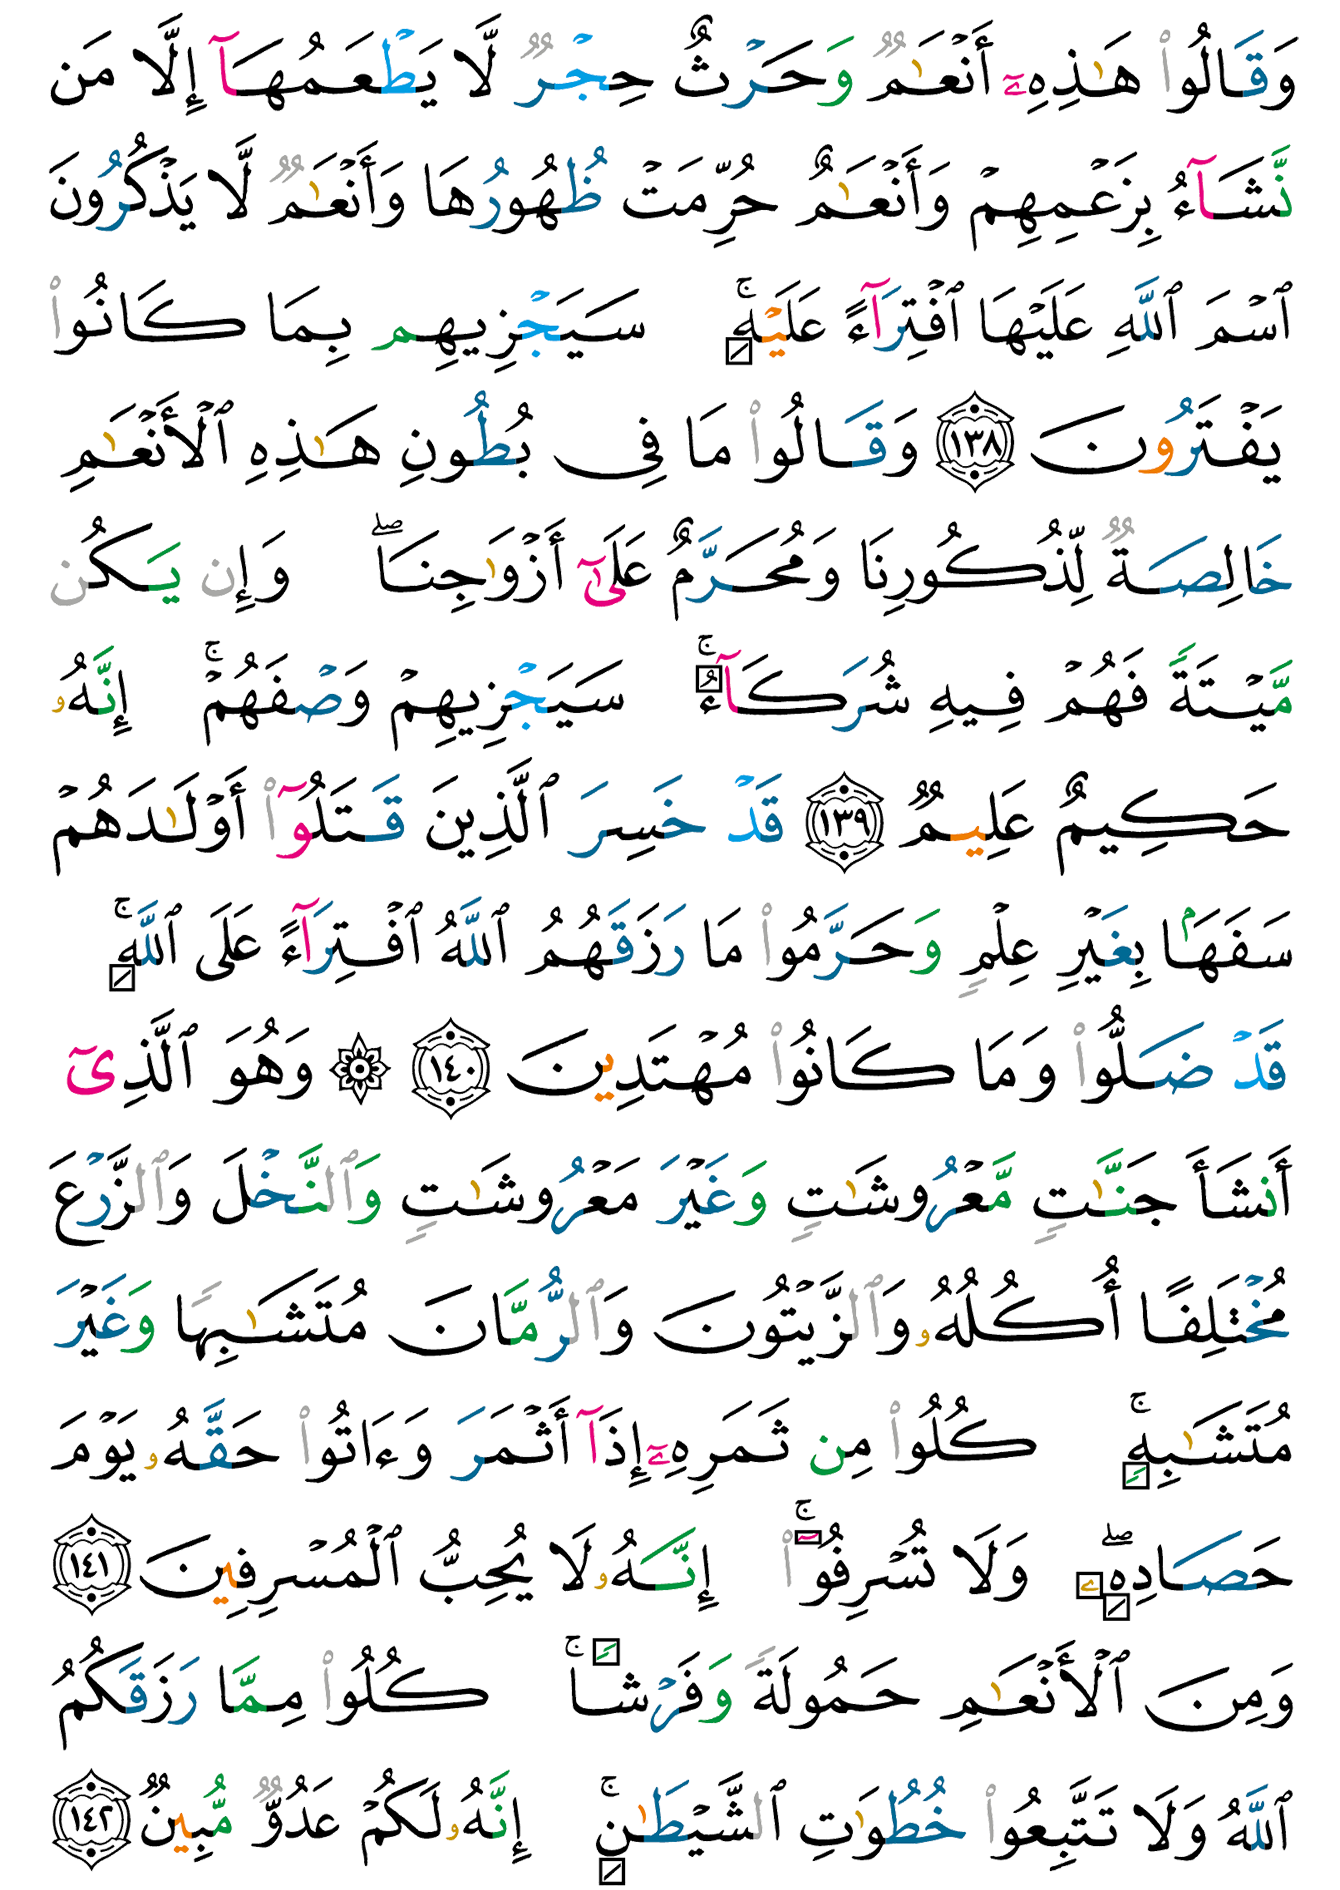 وَقَالُوا۟ هَـٰذِهِۦٓ أَنْعَـٰمٌ وَحَرْثٌ حِجْرٌ لَّا يَطْعَمُهَآ إِلَّا مَن
نَّشَآءُ بِزَعْمِهِمْ وَأَنْعَـٰمٌ حُرِّمَتْ ظُهُورُهَا وَأَنْعَـٰمٌ لَّا يَذْكُرُونَ
ٱسْمَ ٱللَّهِ عَلَيْهَا ٱفْتِرَآءً عَلَيْهِ ۚ سَيَجْزِيهِم بِمَا كَانُوا۟
يَفْتَرُونَ ١٣٨ وَقَالُوا۟ مَا فِى بُطُونِ هَـٰذِهِ ٱلْأَنْعَـٰمِ
خَالِصَةٌ لِّذُكُورِنَا وَمُحَرَّمٌ عَلَىٰٓ أَزْوَٰجِنَا ۖ وَإِن يَكُن
مَّيْتَةً فَهُمْ فِيهِ شُرَكَآءُ ۚ سَيَجْزِيهِمْ وَصْفَهُمْ ۚ إِنَّهُۥ
حَكِيمٌ عَلِيمٌ ١٣٩ قَدْ خَسِرَ ٱلَّذِينَ قَتَلُوٓا۟ أَوْلَـٰدَهُمْ
سَفَهَۢا بِغَيْرِ عِلْمٍ وَحَرَّمُوا۟ مَا رَزَقَهُمُ ٱللَّهُ ٱفْتِرَآءً عَلَى ٱللَّهِ ۚ
قَدْ ضَلُّوا۟ وَمَا كَانُوا۟ مُهْتَدِينَ ١٤٠ ۞ وَهُوَ ٱلَّذِىٓ
أَنشَأَ جَنَّـٰتٍ مَّعْرُوشَـٰتٍ وَغَيْرَ مَعْرُوشَـٰتٍ وَٱلنَّخْلَ وَٱلزَّرْعَ
مُخْتَلِفًا أُكُلُهُۥ وَٱلزَّيْتُونَ وَٱلرُّمَّانَ مُتَشَـٰبِهًا وَغَيْرَ
مُتَشَـٰبِهٍ ۚ كُلُوا۟ مِن ثَمَرِهِۦٓ إِذَآ أَثْمَرَ وَءَاتُوا۟ حَقَّهُۥ يَوْمَ
حَصَادِهِۦ ۖ وَلَا تُسْرِفُوٓا۟ ۚ إِنَّهُۥ لَا يُحِبُّ ٱلْمُسْرِفِينَ ١٤١
وَمِنَ ٱلْأَنْعَـٰمِ حَمُولَةً وَفَرْشًا ۚ كُلُوا۟ مِمَّا رَزَقَكُمُ
ٱللَّهُ وَلَا تَتَّبِعُوا۟ خُطُوَٰتِ ٱلشَّيْطَـٰنِ ۚ إِنَّهُۥ لَكُمْ عَدُوٌّ مُّبِينٌ ١٤٢